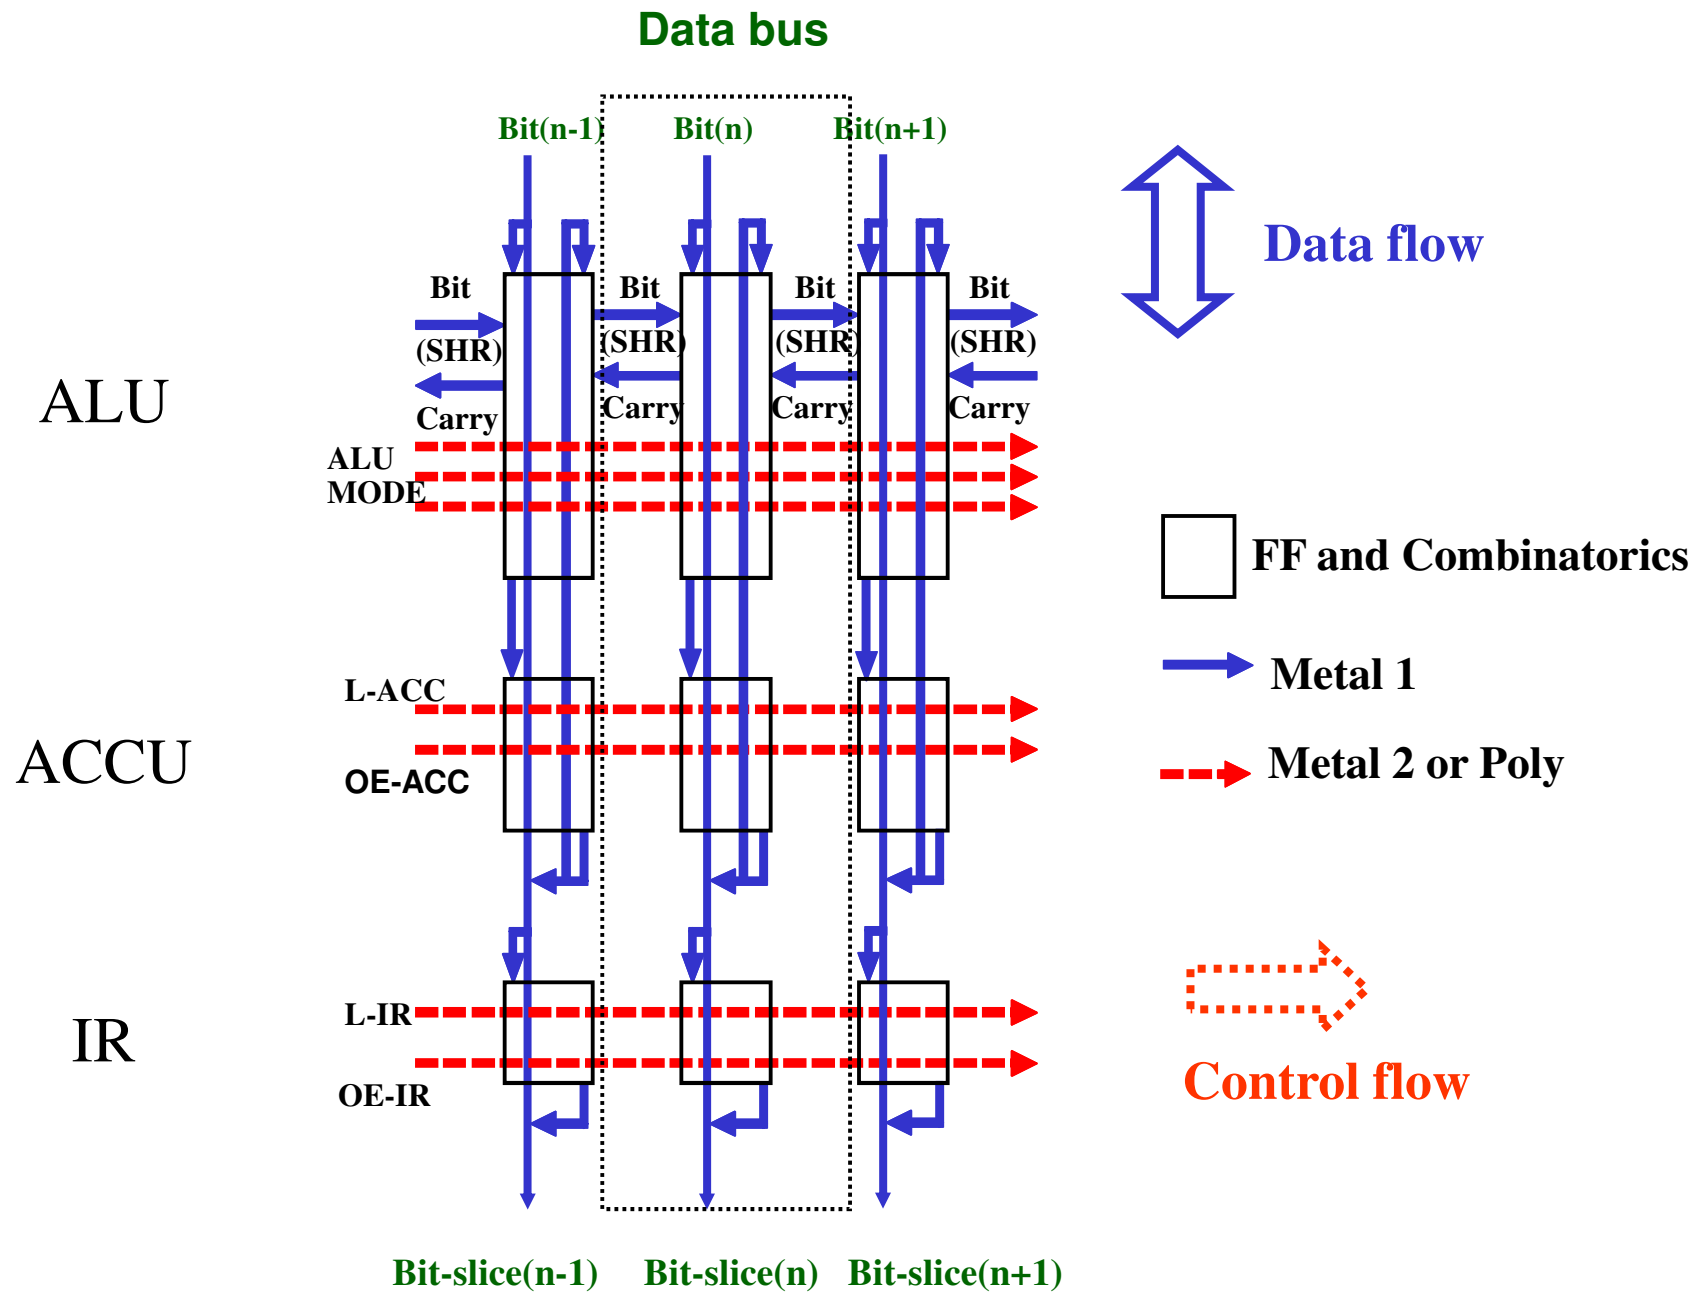 Data bus
Bit(n-1) Bit(n) Bit(n+1)
Data flow
Bit Bit Bit Bit
(SHR) (SHR) (SHR) (SHR)
Carry Carry Carry Carry
ALU
ALU
MODE
FF and Combinatorics
Metal 1
L-ACC
ACCU
OE-ACC
Metal 2 or Poly
L-IR
IR
OE-IR
Control flow
Bit-slice(n-1) Bit-slice(n) Bit-slice(n+1)